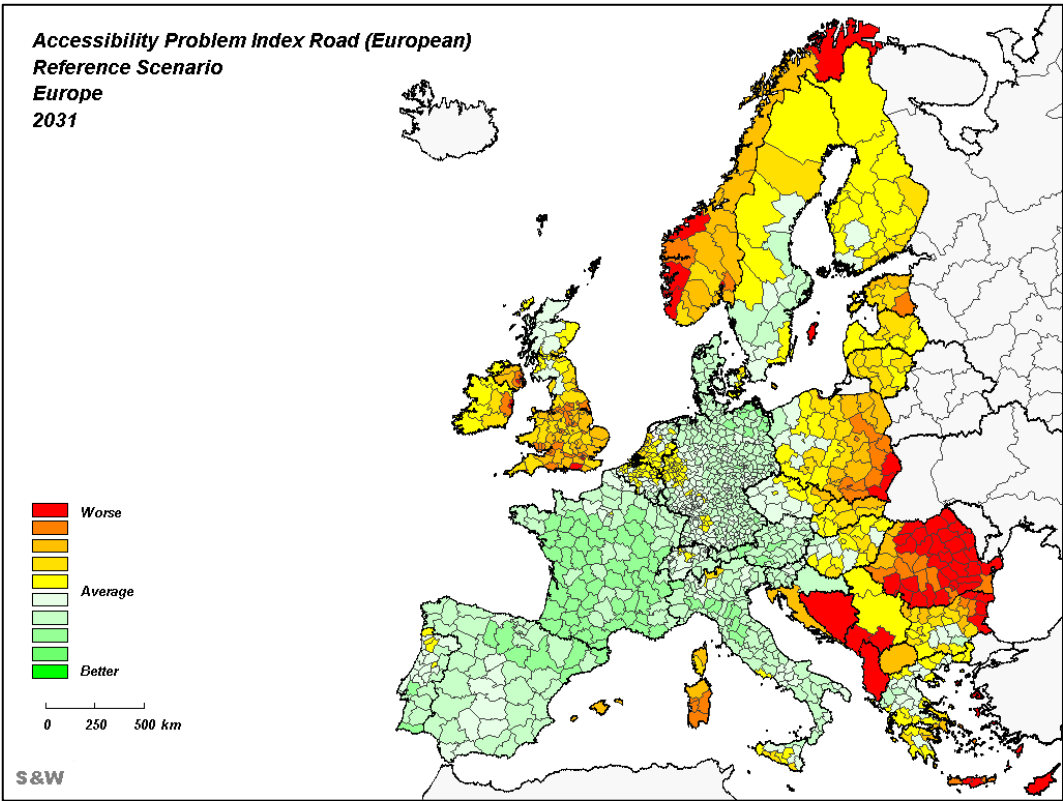 Accessibility Problem Index Road (European)
Reference Scenario
Europe
2031
Worse
Average
Better
0 250 500 km
S&W